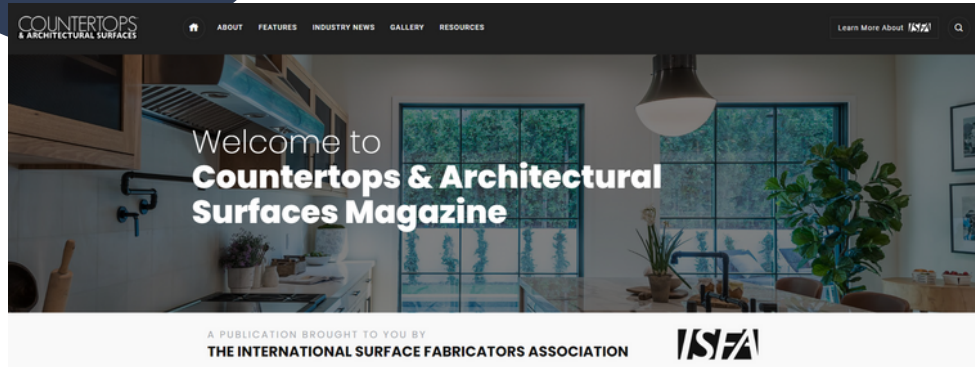 COUNTERTOPS
& ARCHITECTURAL SURFACES
ABOUT FEATURES INDUSTRY NEWS GALLERY RESOURCES
Learn More About ISFA
Welcome to
Countertops & Architectural
Surfaces Magazine
A PUBLICATION BROUGHT TO YOU BY
THE INTERNATIONAL SURFACE FABRICATORS ASSOCIATION
ISFA